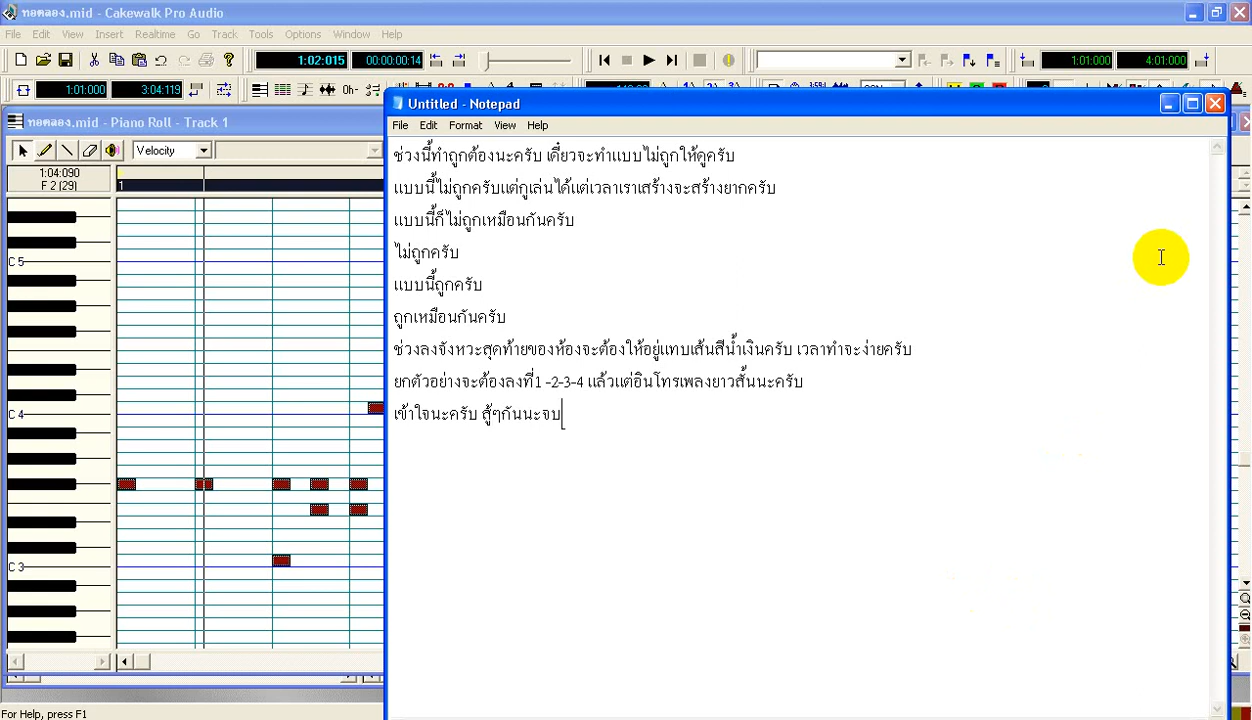 ทอคลอง.mid - Cakewalk Pro Audio
File Edit View Insert Realtime Go Track Tools Options Window Help
1:02:015 00:00:00:14 1:01:000 4:01:000
1:01:000 3:04:119
ทอคลอง.mid - Piano Roll - Track 1
Velocity
1:04:090
F 2 (29)
1
C 5
C 4
C 3
For Help, press F1
Untitled - Notepad
File Edit Format View Help
ช่วงนี้ทำถูกต้องนะครับ เดี๋ยวจะทำแบบไม่ถูกให้ดูครับ
แบบนี้ไม่ถูกครับแต่กูเล่นได้แต่เวลาเราเสร้างจะสร้างยากครับ
แบบนี้ก็ไม่ถูกเหมือนกันครับ
ไม่ถูกครับ
แบบนี้ถูกครับ
ถูกเหมือนกันครับ
ช่วงลงจังหวะสุดท้ายของห้องจะต้องให้อยู่แทบเส้นสีน้ำเงินครับ เวลาทำจะง่ายครับ
ยกตัวอย่างจะต้องลงที่1 -2-3-4 แล้วแต่อินโทรเพลงยาวสั้นนะครับ
เข้าใจนะครับ สู้ๆกันนะจบ